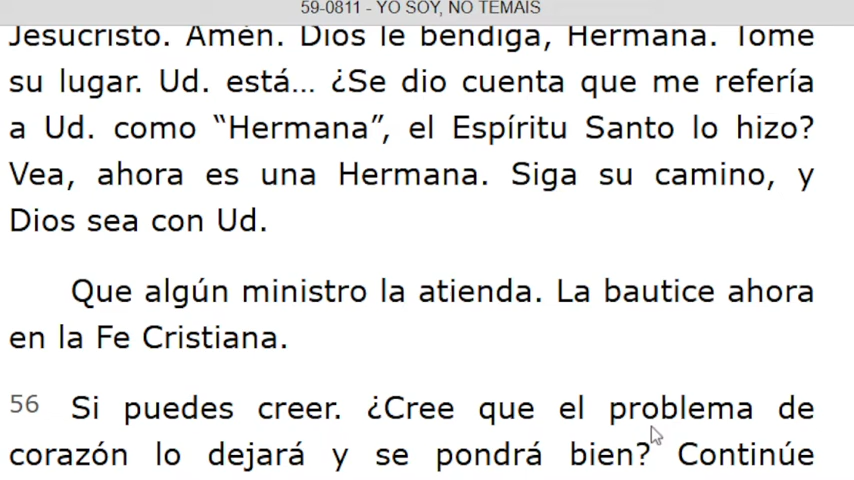 59-0811 - YO SOY, NO TEMAIS
Jesucristo. Amén. Dios le bendiga, Hermana. Tome
su lugar. Ud. está... ¿Se dio cuenta que me refería
a Ud. como “Hermana”, el Espíritu Santo lo hizo?
Vea, ahora es una Hermana. Siga su camino, y
Dios sea con Ud.
Que algún ministro la atienda. La bautice ahora
en la Fe Cristiana.
56 Si puedes creer. ¿Cree que el problema de
corazón lo dejará y se pondrá bien? Continúe